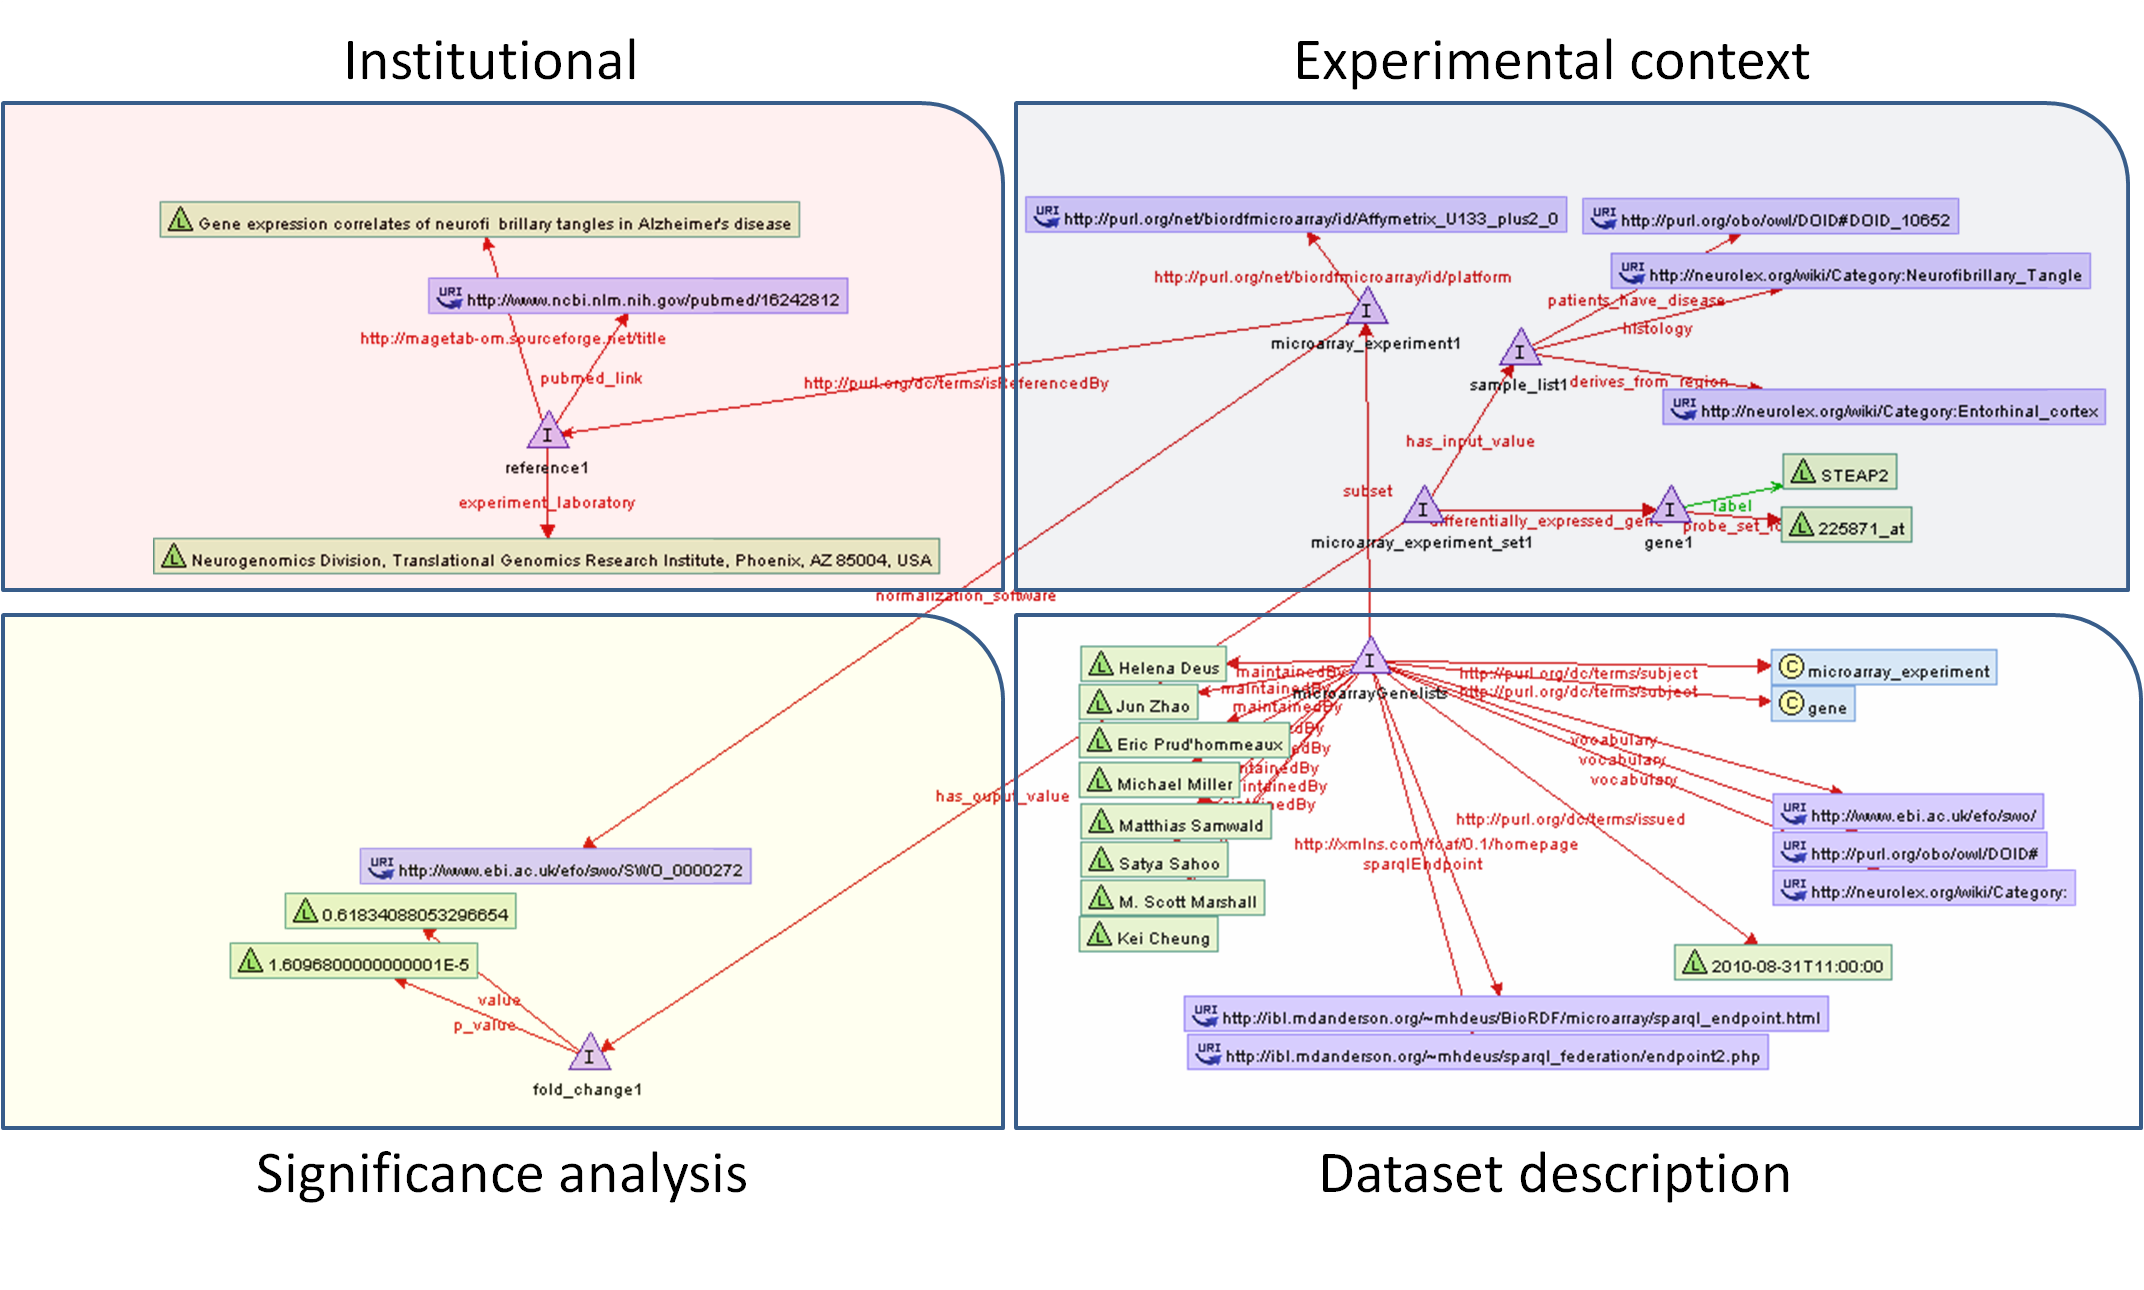 Institutional
Experimental context
Gene expression correlates of neurofi brillary tangles in Alzheimer's disease
URI http://www.ncbi.nlm.nih.gov/pubmed/16242812
http://magetab-om.sourceforge.net/title
pubmed_link
I
reference1
experiment_laboratory
Neurogenomics Division, Translational Genomics Research Institute, Phoenix, AZ 85004, USA
http://purl.org/dc/terms/isReferencedBy
URI http://purl.org/net/biordfmicroarray/id/Affymetrix_U133_plus2_0
URI http://purl.org/obo/owl/DOID#DOID_10652
URI http://neurolex.org/wiki/Category:Neurofibrillary_Tangle
http://purl.org/net/biordfmicroarray/id/platform
patients_have_disease
histology
I
microarray_experiment1
I
sample_list1
derives_from_region
URI http://neurolex.org/wiki/Category:Entorhinal_cortex
has_input_value
subset
I
microarray_experiment_set1
differentially_expressed_gene
I
gene1
label
L STEAP2
L 225871_at
normalization_software
URI http://www.ebi.ac.uk/efo/swo/SWO_0000272
L 0.61834088053296654
L 1.6096800000000001E-5
value
p_value
I
fold_change1
has_ouput_value
L Helena Deus
L Jun Zhao
L Eric Prud'hommeaux
L Michael Miller
L Matthias Samwald
L Satya Sahoo
L M. Scott Marshall
L Kei Cheung
I
microarrayGenelists
maintainedBy
maintainedBy
maintainedBy
http://purl.org/dc/terms/subject
http://purl.org/dc/terms/subject
C microarray_experiment
C gene
vocabulary
vocabulary
vocabulary
URI http://www.ebi.ac.uk/efo/swo/
URI http://purl.org/obo/owl/DOID#
URI http://neurolex.org/wiki/Category:
http://purl.org/dc/terms/issued
http://xmlns.com/foaf/0.1/homepage
sparqlEndpoint
L 2010-08-31T11:00:00
URI http://ibl.mdanderson.org/~mhdeus/BioRDF/microarray/sparql_endpoint.html
URI http://ibl.mdanderson.org/~mhdeus/sparql_federation/endpoint2.php
Significance analysis
Dataset description